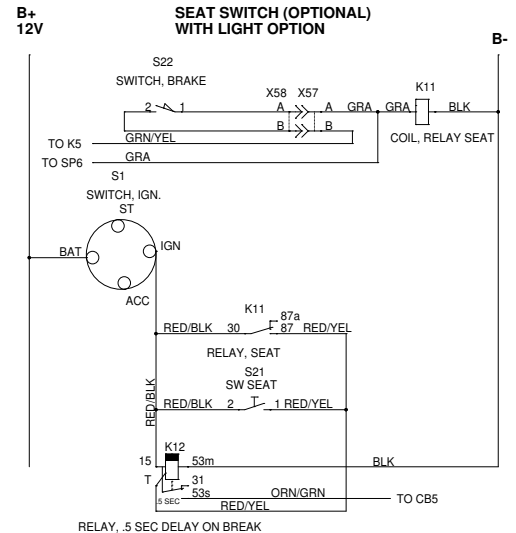 B+ SEAT SWITCH (OPTIONAL)
12V WITH LIGHT OPTION
B-
S22
SWITCH, BRAKE
X58 X57
K11
2 1 A A GRA GRA BLK
B B
COIL, RELAY SEAT
TO K5 GRN/YEL
TO SP6 GRA
S1
SWITCH, IGN.
ST
BAT IGN
ACC
K11
87a
RED/BLK 30 87 RED/YEL
RELAY, SEAT
S21
SW SEAT
RED/BLK
RED/BLK 2 1 RED/YEL
K12
15 53m BLK
T 31
.5 SEC 53s ORN/GRN TO CB5
RED/YEL
RELAY, .5 SEC DELAY ON BREAK